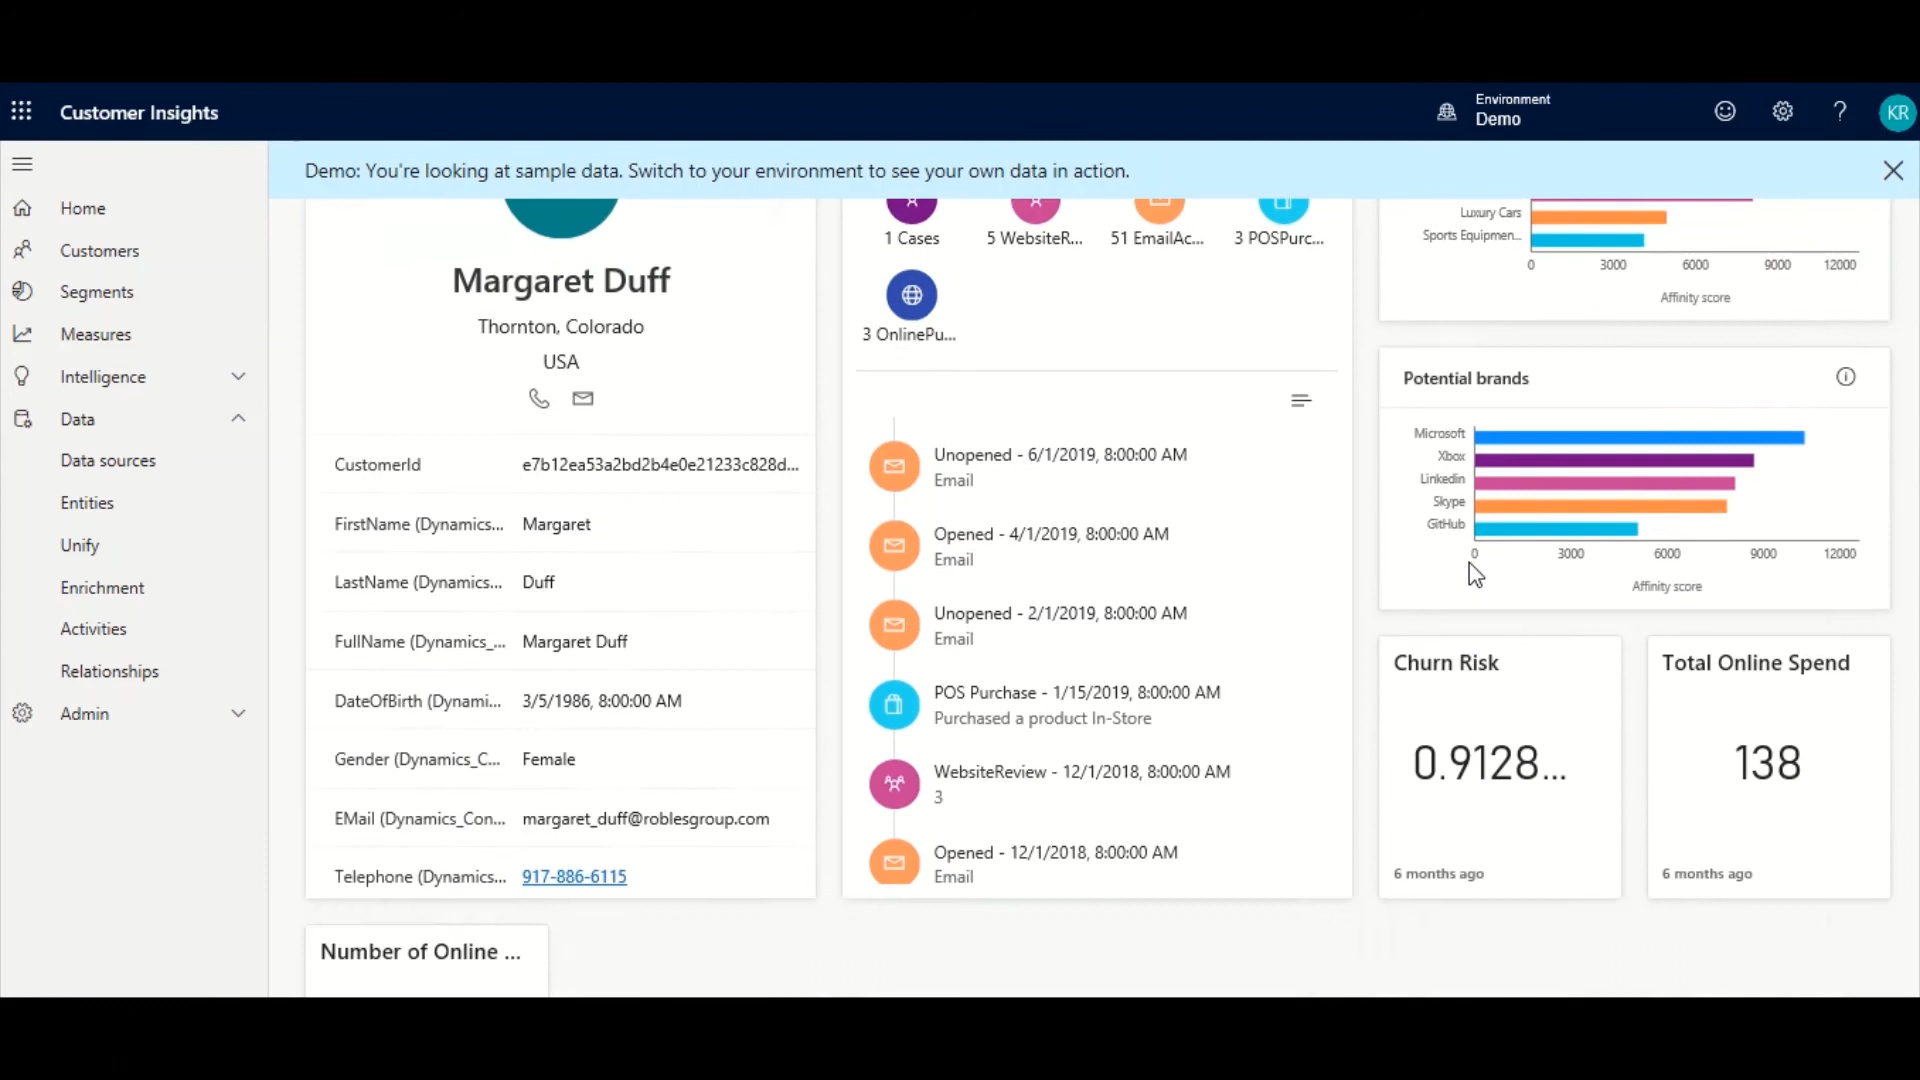 Customer Insights
Environment
Demo
KR
Demo: You're looking at sample data. Switch to your environment to see your own data in action.
Home
Customers
Segments
Measures
Intelligence
Data
Data sources
Entities
Unify
Enrichment
Activities
Relationships
Admin
Margaret Duff
Thornton, Colorado
USA
CustomerId e7b12ea53a2bd2b4e0e21233c828d...
FirstName (Dynamics... Margaret
LastName (Dynamics... Duff
FullName (Dynamics_... Margaret Duff
DateOfBirth (Dynami... 3/5/1986, 8:00:00 AM
Gender (Dynamics_C... Female
EMail (Dynamics_Con... margaret_duff@roblesgroup.com
Telephone (Dynamics... 917-886-6115
Number of Online ...
1 Cases
5 WebsiteR...
51 EmailAc...
3 POSPurc...
3 OnlinePu...
Unopened - 6/1/2019, 8:00:00 AM
Email
Opened - 4/1/2019, 8:00:00 AM
Email
Unopened - 2/1/2019, 8:00:00 AM
Email
POS Purchase - 1/15/2019, 8:00:00 AM
Purchased a product In-Store
WebsiteReview - 12/1/2018, 8:00:00 AM
3
Opened - 12/1/2018, 8:00:00 AM
Email
Luxury Cars
Sports Equipmen...
0 3000 6000 9000 12000
Affinity score
Potential brands
Microsoft
Xbox
Linkedin
Skype
GitHub
0 3000 6000 9000 12000
Affinity score
Churn Risk
0.9128...
6 months ago
Total Online Spend
138
6 months ago